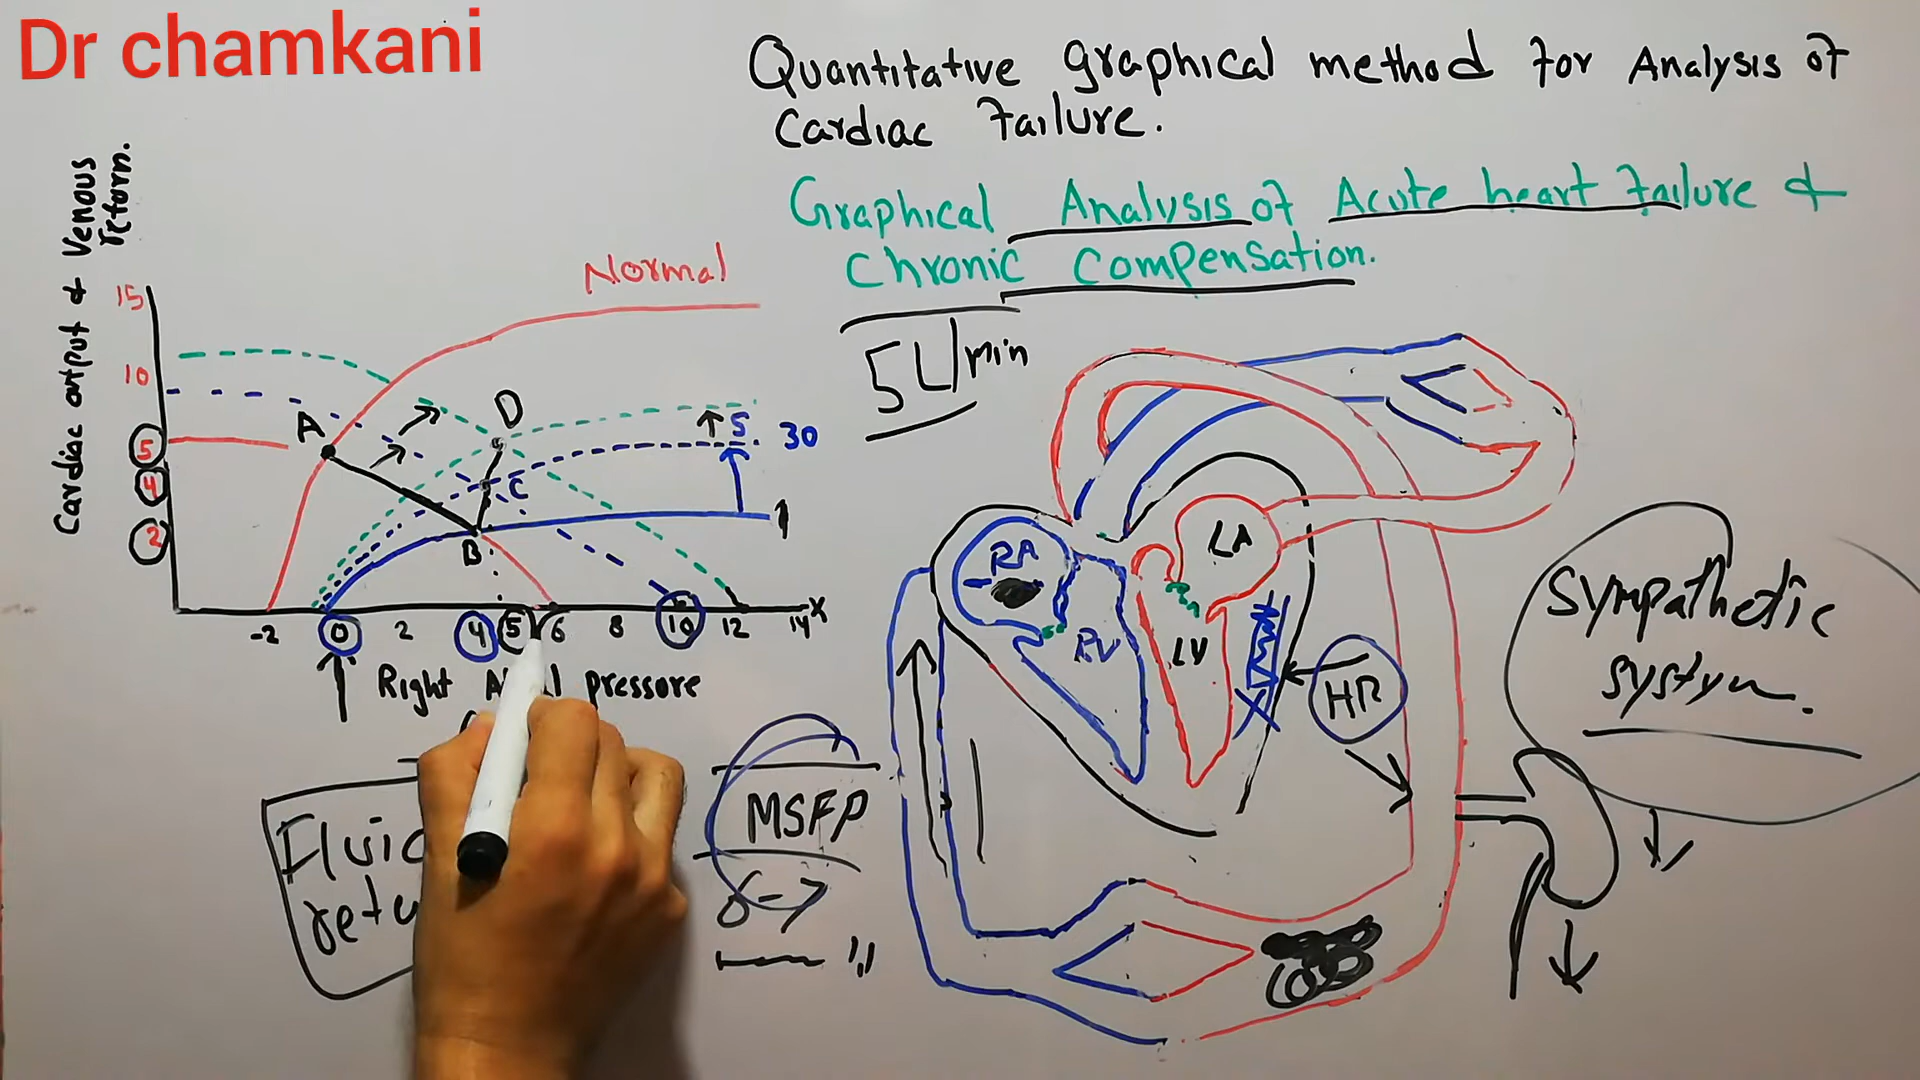 Dr chamkani
Quantitative graphical method for Analysis of
Cardiac failure.
Graphical Analysis of Acute heart failure &
Chronic Compensation.
Cardiac output & Venous
return.
Normal
15
10
5
4
2
A
B
C
D
S
30
1
-2 0 2 4 5 6 8 10 12 14 X
Right
pressure
5L/min
RA
RV
LA
LV
HR
Sympathetic
system.
MSFP